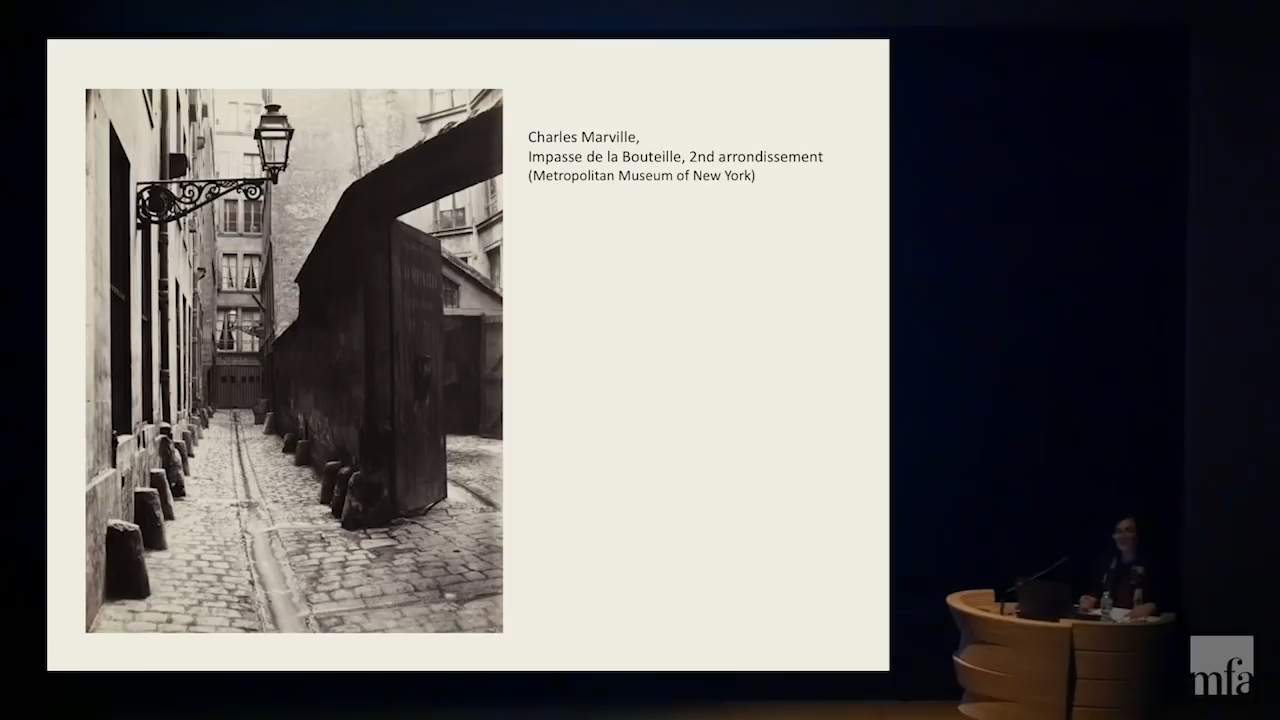 Charles Marville,
Impasse de la Bouteille, 2nd arrondissement
(Metropolitan Museum of New York)
mfa